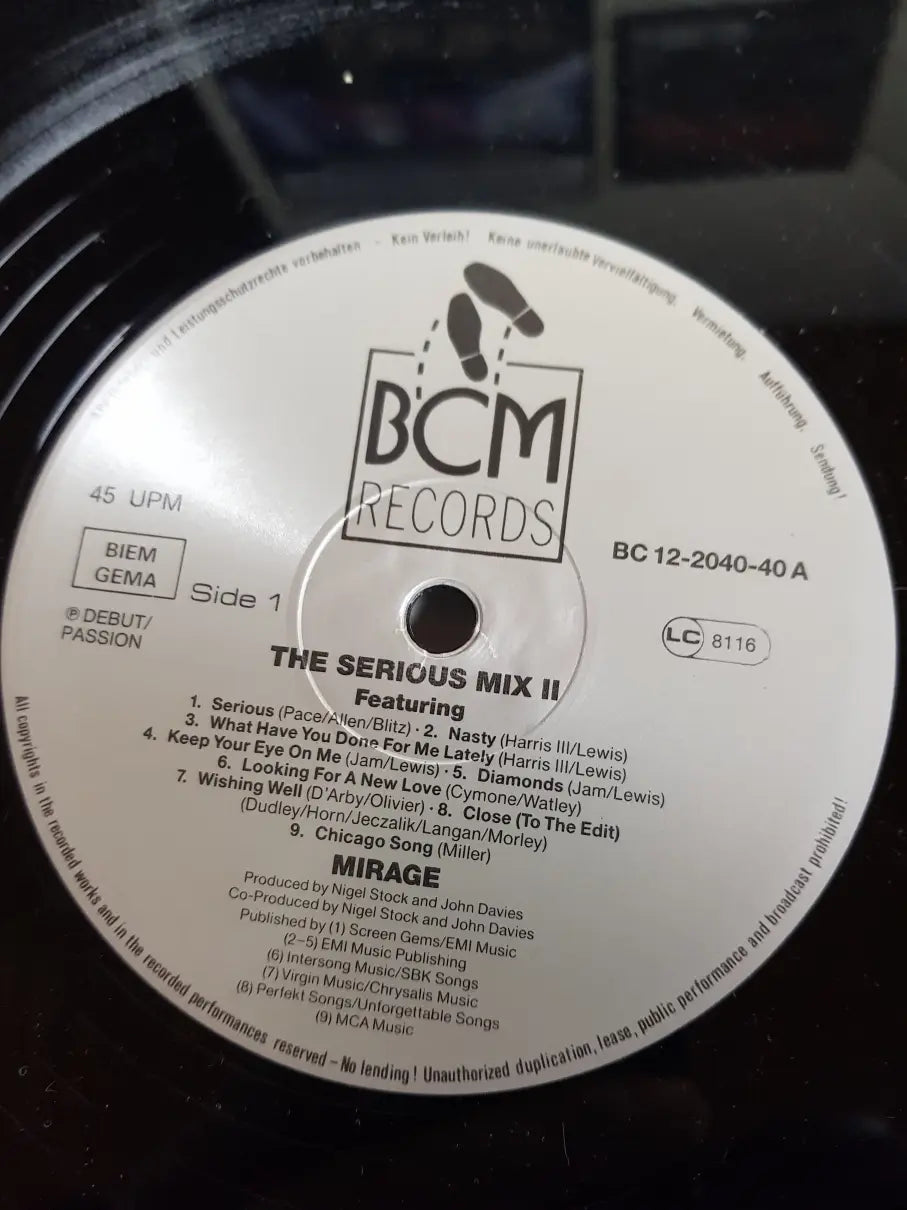 und Leistungsschutzrechte vorbehalten - Kein Verleih! Keine unerlaubte Vervielfältigung, Vermietung, Aufführung, Sendung!
BCM
RECORDS
45 UPM
BIEM
GEMA
Side 1
℗ DEBUT/
PASSION
BC 12-2040-40 A
LC 8116
THE SERIOUS MIX II
Featuring
1. Serious (Pace/Allen/Blitz) · 2. Nasty (Harris III/Lewis)
3. What Have You Done For Me Lately (Harris III/Lewis)
4. Keep Your Eye On Me (Jam/Lewis) · 5. Diamonds (Jam/Lewis)
6. Looking For A New Love (Cymone/Watley)
7. Wishing Well (D'Arby/Olivier) · 8. Close (To The Edit)
(Dudley/Horn/Jeczalik/Langan/Morley)
9. Chicago Song (Miller)
MIRAGE
Produced by Nigel Stock and John Davies
Co-Produced by Nigel Stock and John Davies
Published by (1) Screen Gems/EMI Music
(2–5) EMI Music Publishing
(6) Intersong Music/SBK Songs
(7) Virgin Music/Chrysalis Music
(8) Perfekt Songs/Unforgettable Songs
(9) MCA Music
All copyrights in the recorded works and in the recorded performances reserved – No lending! Unauthorized duplication, lease, public performance and broadcast prohibited!